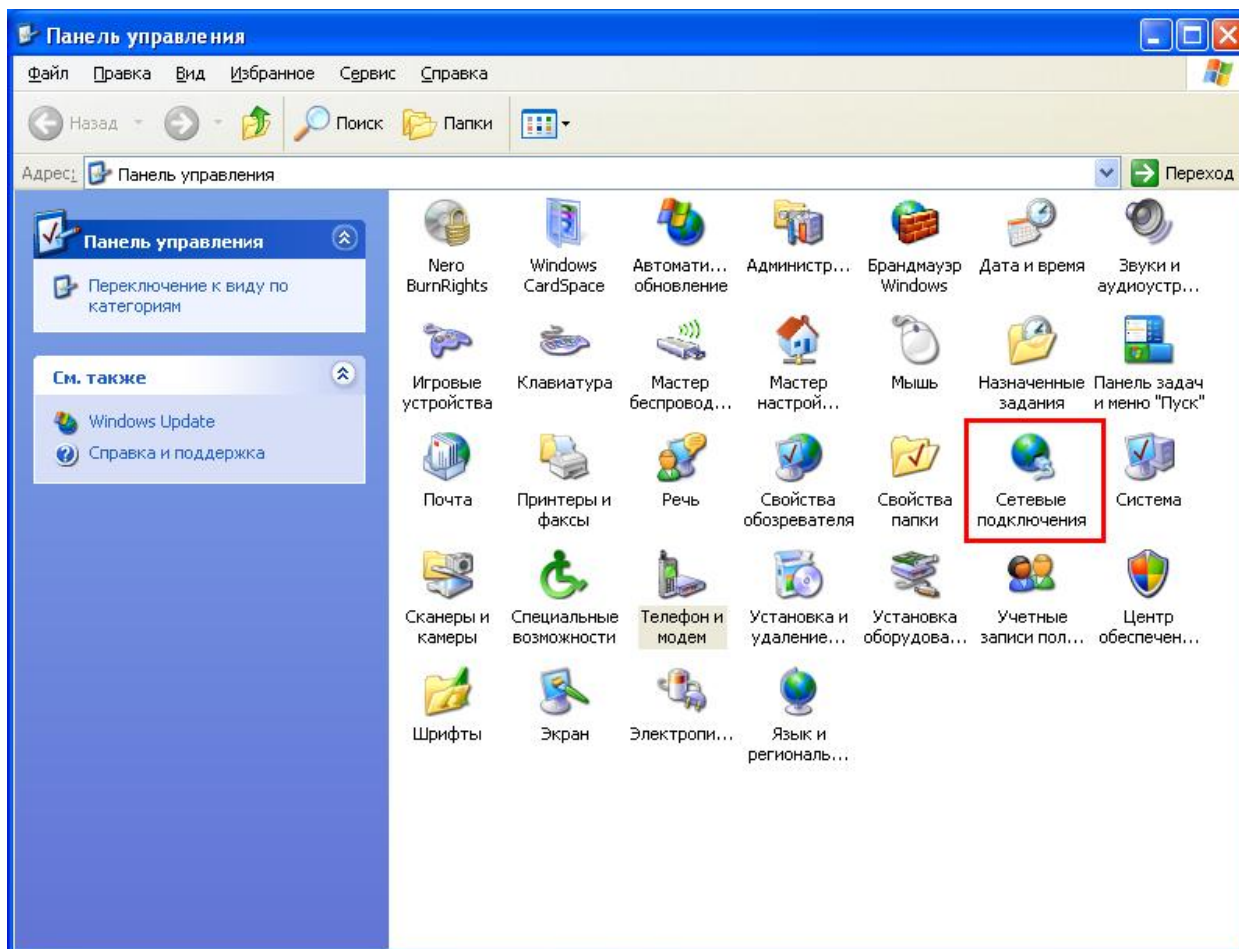 Панель управления
Файл Правка Вид Избранное Сервис Справка
Назад Поиск Папки
Адрес: Панель управления Переход
Панель управления
Переключение к виду по
категориям
См. также
Windows Update
Справка и поддержка
Nero
BurnRights
Windows
CardSpace
Автомати...
обновление
Администр...
Брандмауэр
Windows
Дата и время
Звуки и
аудиоустр...
Игровые
устройства
Клавиатура
Мастер
беспровод...
Мастер
настрой...
Мышь
Назначенные
задания
Панель задач
и меню "Пуск"
Почта
Принтеры и
факсы
Речь
Свойства
обозревателя
Свойства
папки
Сетевые
подключения
Система
Сканеры и
камеры
Специальные
возможности
Телефон и
модем
Установка и
удаление...
Установка
оборудова...
Учетные
записи пол...
Центр
обеспечен...
Шрифты
Экран
Электропи...
Язык и
региональ...